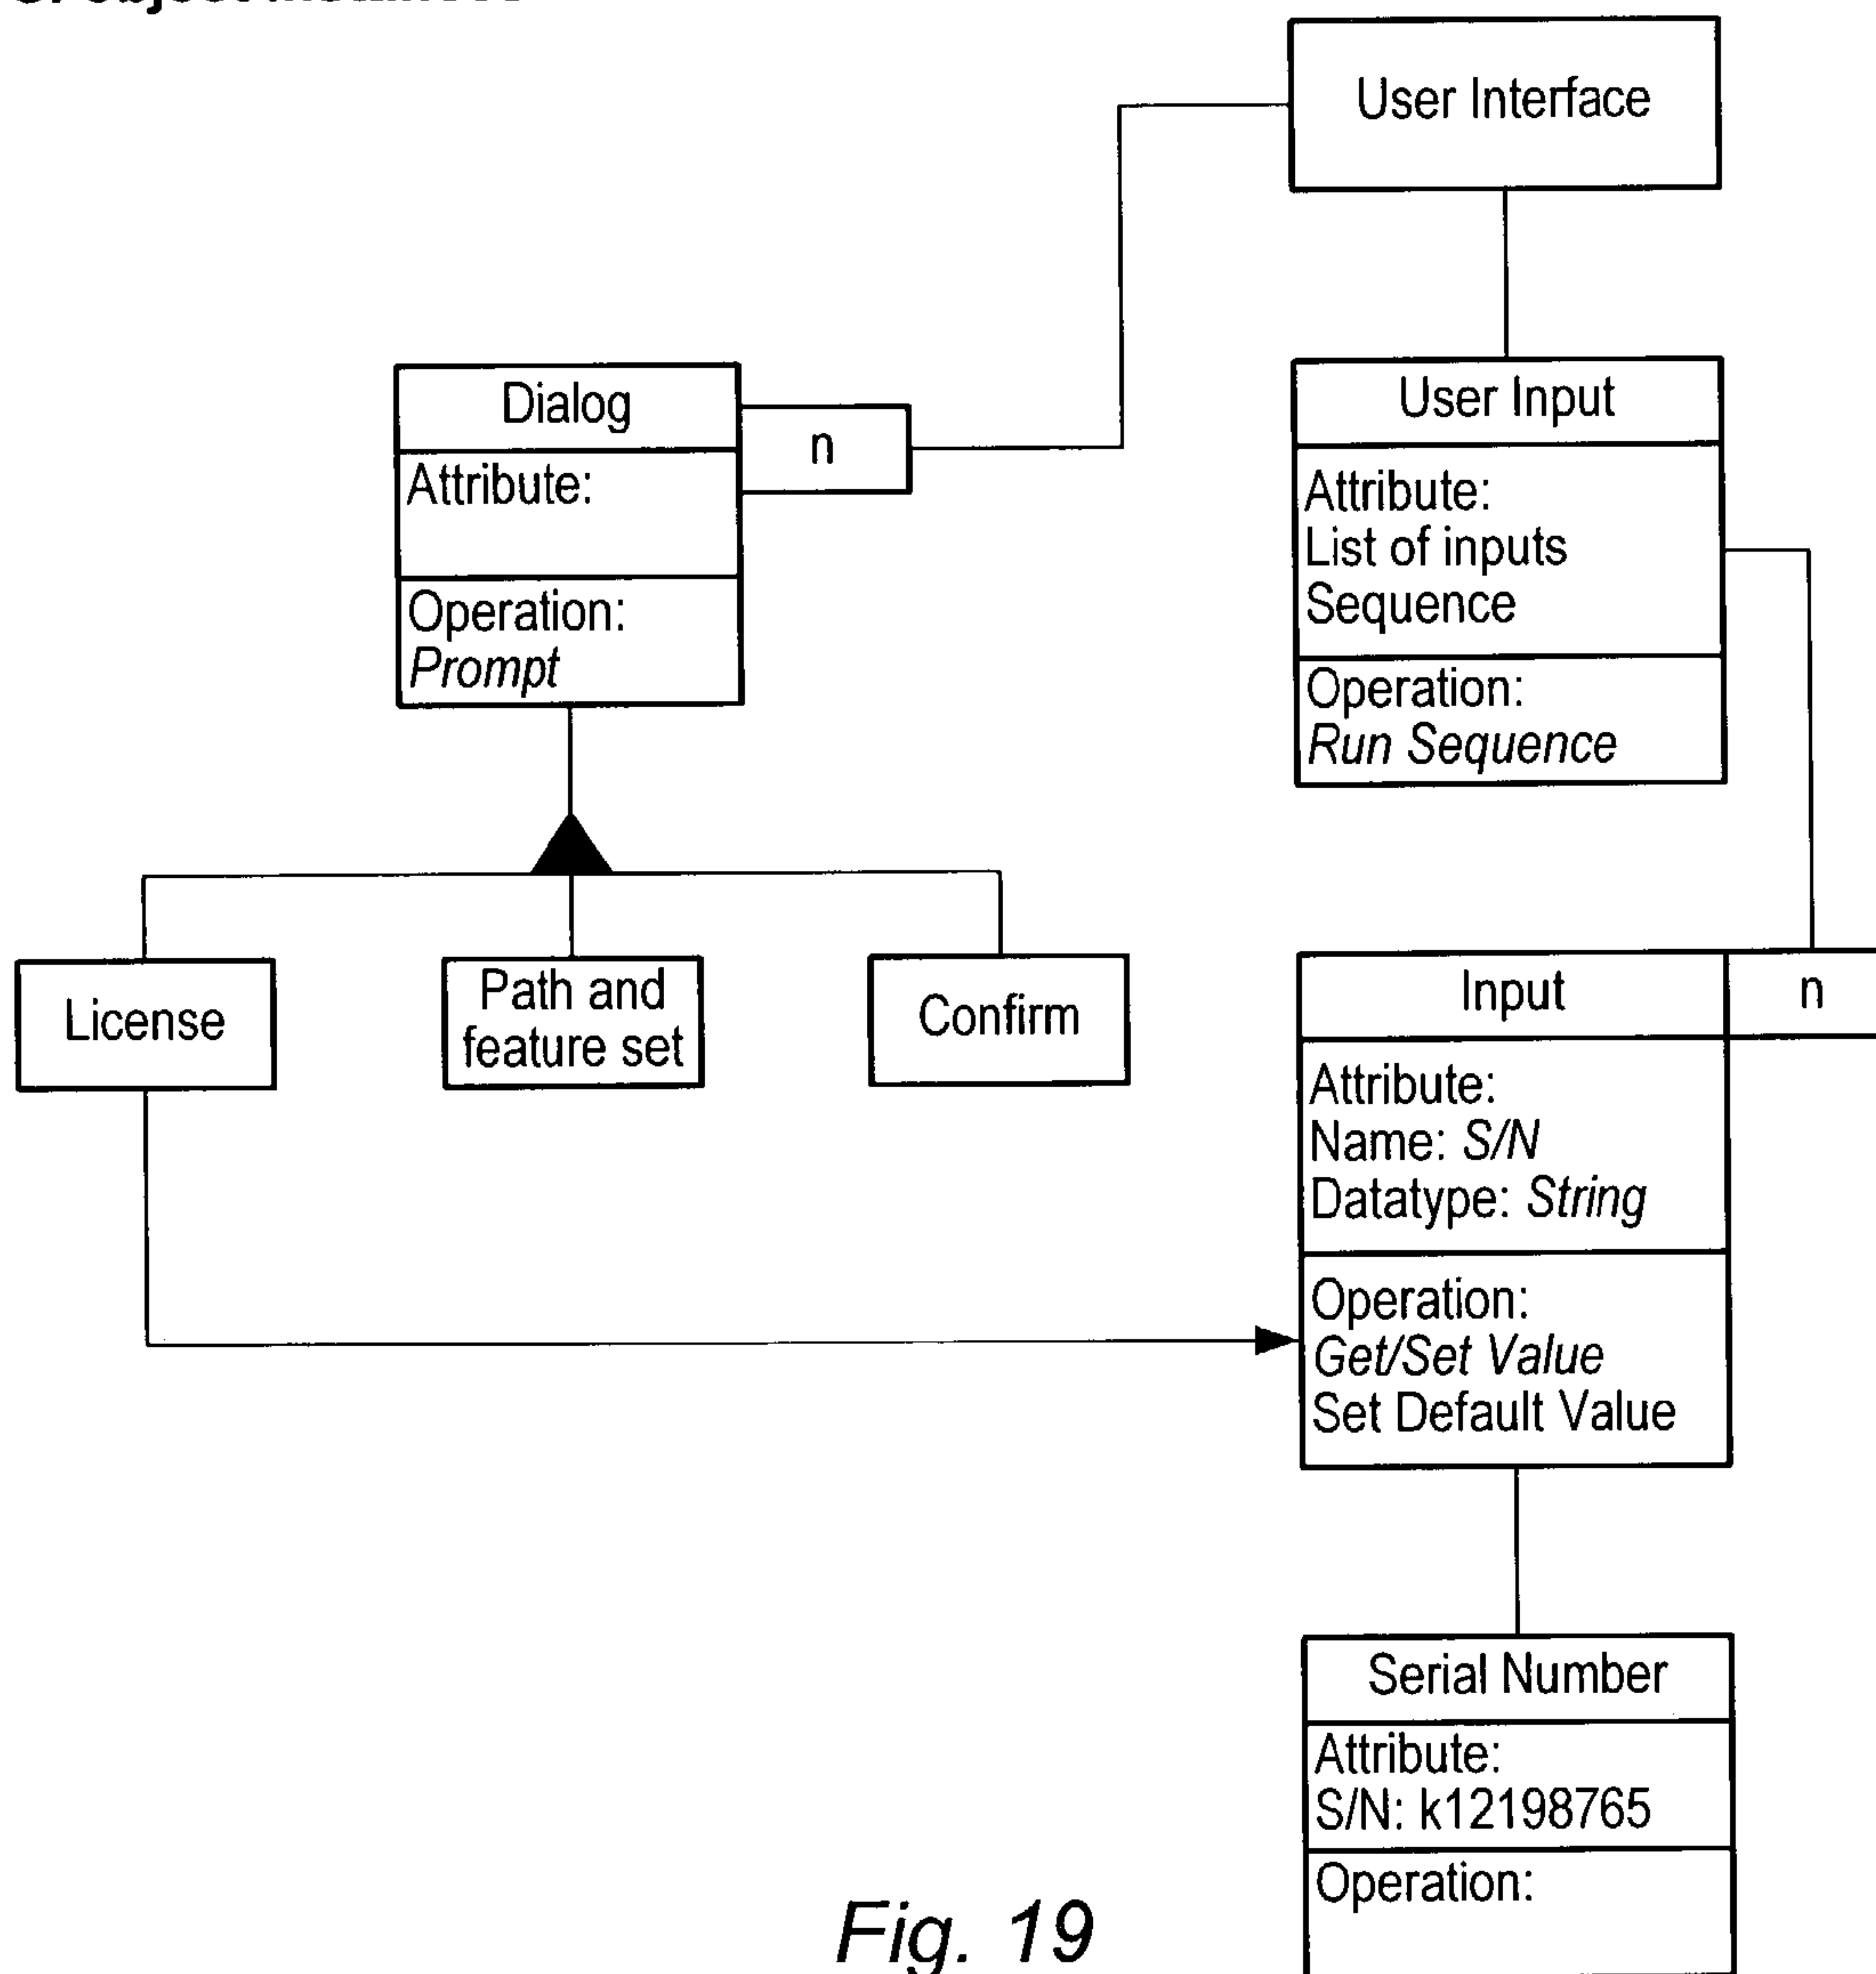 User Interface
Dialog
n
Attribute:
Operation:
Prompt
User Input
Attribute:
List of inputs
Sequence
Operation:
Run Sequence
License
Path and
feature set
Confirm
Input
n
Attribute:
Name: S/N
Datatype: String
Operation:
Get/Set Value
Set Default Value
Serial Number
Attribute:
S/N: k12198765
Operation:
Fig. 19